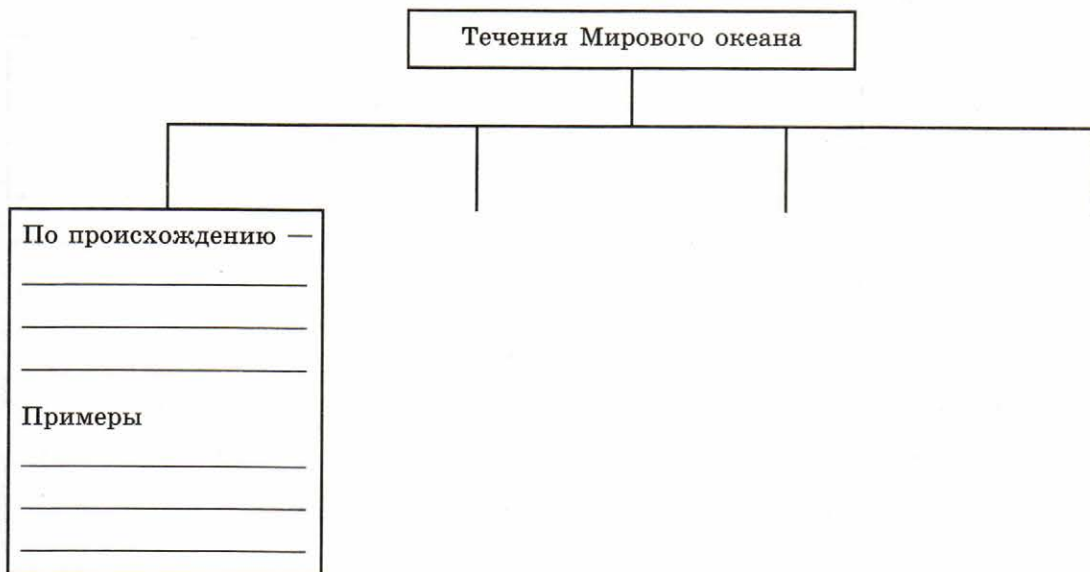 Течения Мирового океана
По происхождению —
Примеры